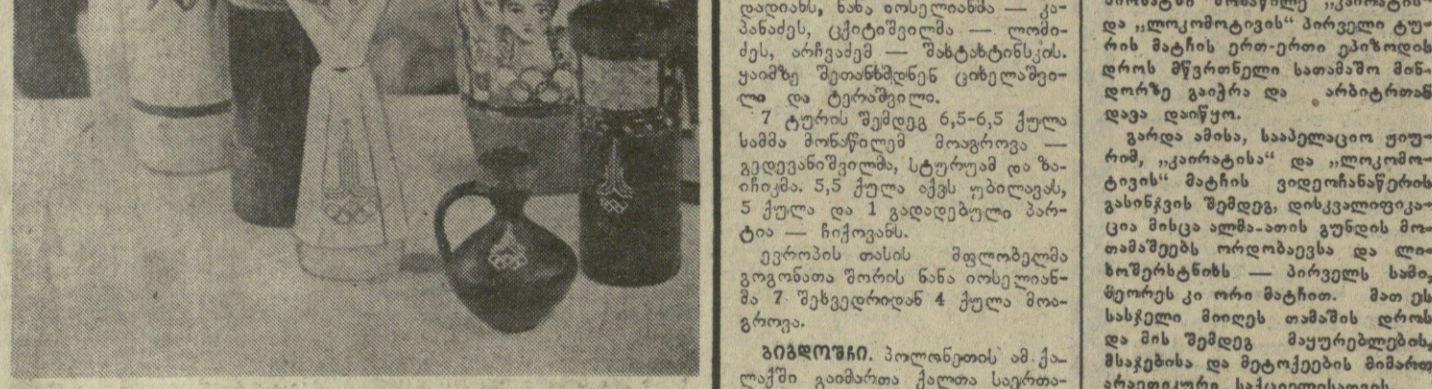 დადიანს, ნანა იოსელიანმა — კა-
პანაძეს, ცქიტიშვილმა — ლომი-
ძეს, არჩვაძემ — შახტახტინსკის.
ყაიმზე შეთანხმდნენ ციხელაშვი-
ლი და ტერაშვილი.
7 ტურის შემდეგ 6,5-6,5 ქულა
სამმა მონაწილემ მოაგროვა —
გედევანიშვილმა, სტურუამ და ზა-
იჩიკმა. 5,5 ქულა აქვს უბილავას,
5 ქულა და 1 გადადებული პარ-
ტია — ჩიქოვანს.
ევროპის თასის მფლობელმა
გოგონათა შორის ნანა იოსელიან-
მა 7 შეხვედრიდან 4 ქულა მოა-
გროვა.
ბიგდოშჩი. პოლონეთის ამ ქა-
ლაქში გაიმართა ქალთა საერთა-
და „ლოკომოტივის“ პირველი ტუ-
რის მატჩის ერთ-ერთი ეპიზოდის
დროს მწვრთნელი სათამაშო მინ-
დორზე გაიჭრა და არბიტრთან
დავა დაიწყო.
გარდა ამისა, სააპელაციო ჟიუ-
რიმ, „კაირატისა“ და „ლოკომო-
ტივის“ მატჩის ვიდეოჩანაწერის
გასინჯვის შემდეგ, დისკვალიფიკა-
ცია მისცა ალმა-ათის გუნდის მო-
თამაშეებს ორდობაევსა და ლი-
სოშერსტნიხს — პირველს სამი,
მეორეს კი ორი მატჩით. მათ ეს
სასჯელი მიიღეს თამაშის დროს
და მის შემდეგ მაყურებლების,
მსაჯებისა და მეტოქეების მიმართ